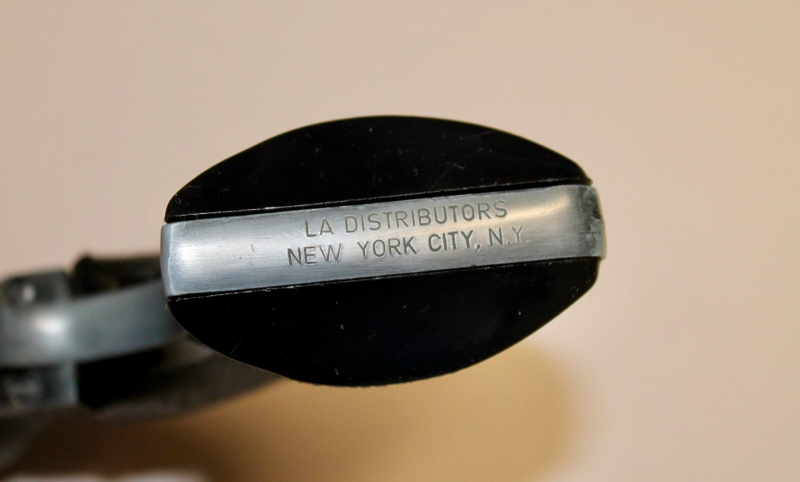 LA DISTRIBUTORS
NEW YORK CITY, N.Y.